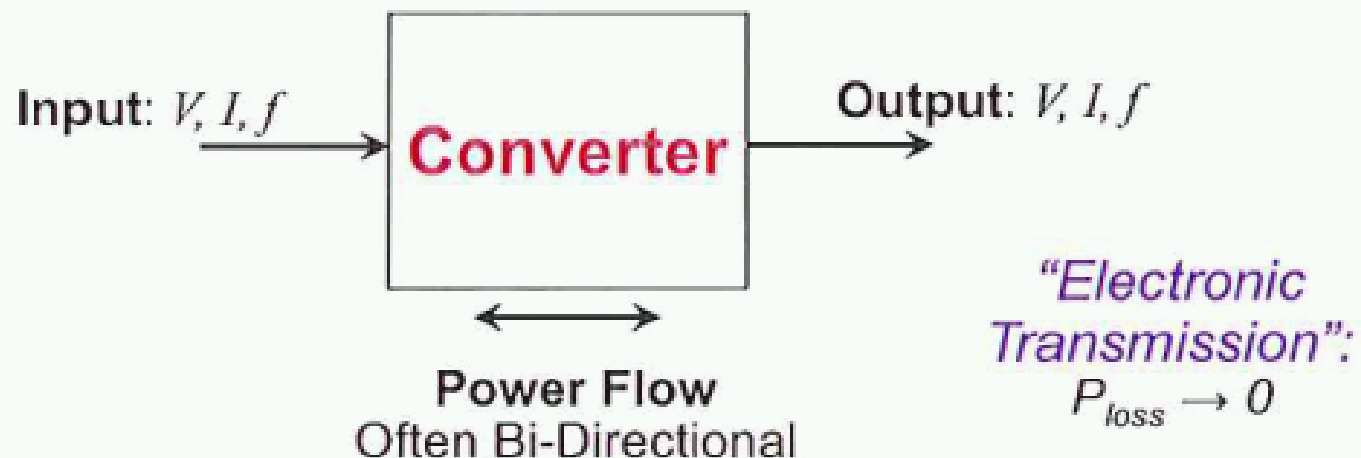 Input: V, I, f
Converter
Output: V, I, f
Power Flow
Often Bi-Directional
“Electronic
Transmission”:
Ploss → 0